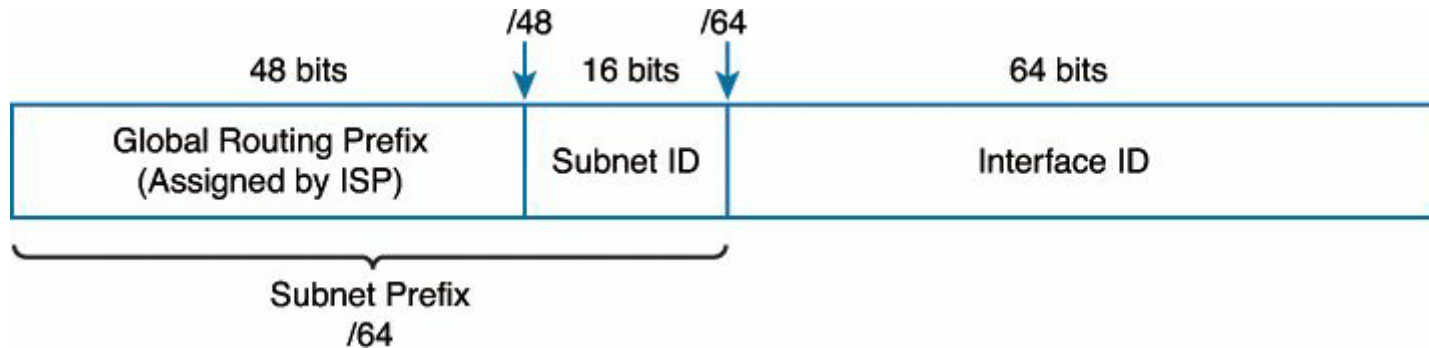 /48
/64
48 bits
16 bits
64 bits
Global Routing Prefix
(Assigned by ISP)
Subnet ID
Interface ID
Subnet Prefix
/64